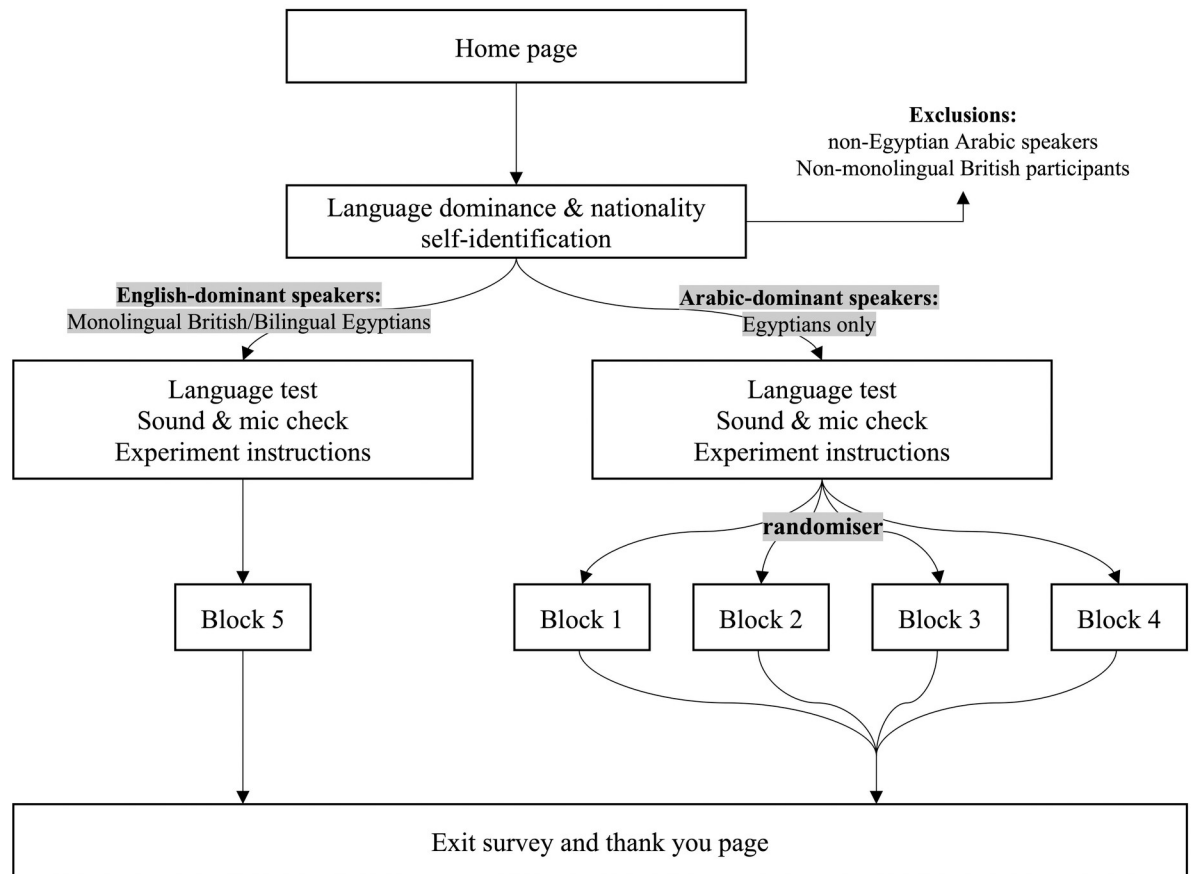 Home page
Exclusions:
non-Egyptian Arabic speakers
Non-monolingual British participants
Language dominance & nationality
self-identification
English-dominant speakers:
Monolingual British/Bilingual Egyptians
Arabic-dominant speakers:
Egyptians only
Language test
Sound & mic check
Experiment instructions
Language test
Sound & mic check
Experiment instructions
randomiser
Block 5
Block 1
Block 2
Block 3
Block 4
Exit survey and thank you page